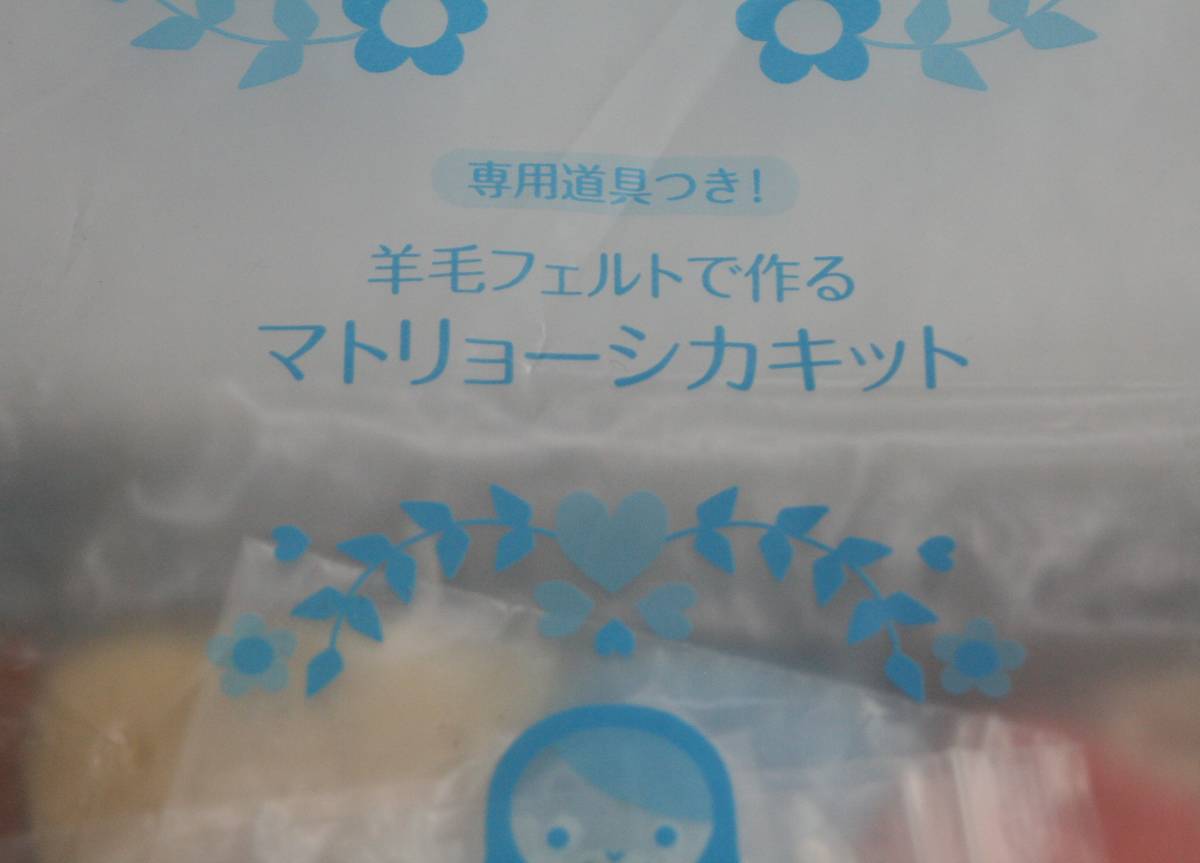 専用道具つき!
羊毛フェルトで作る
マトリョーシカキット